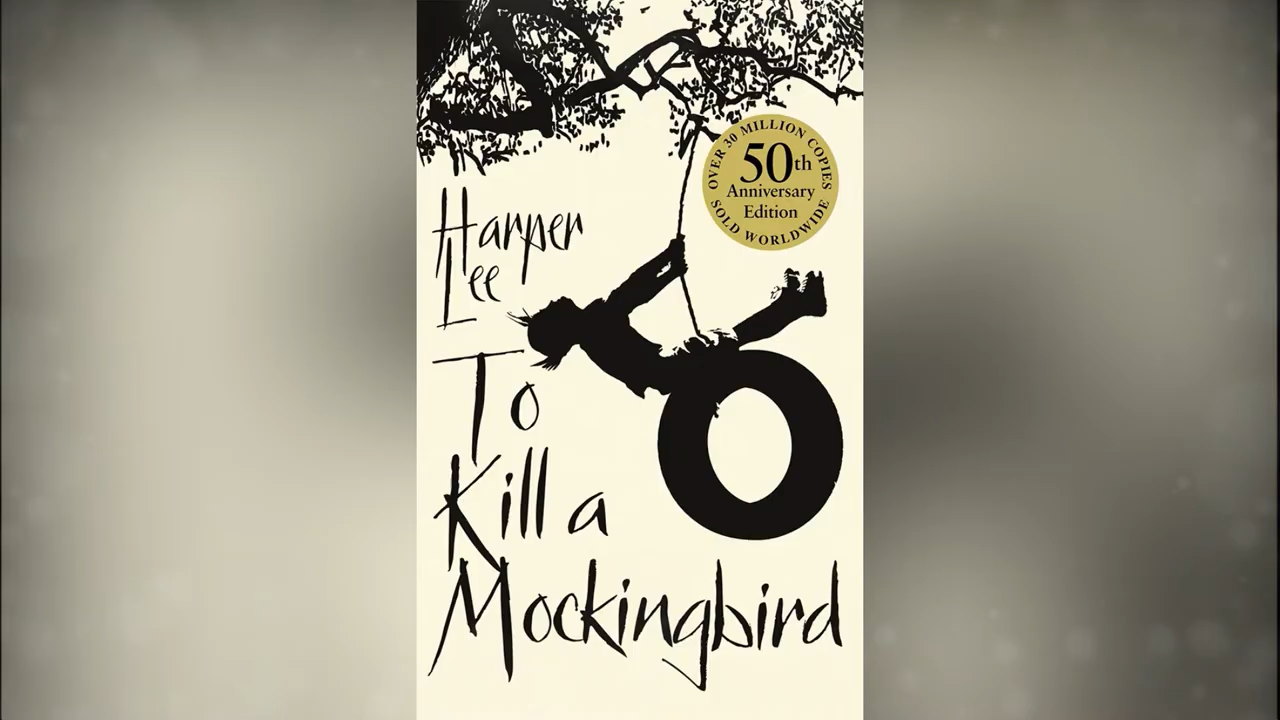 Harper
Lee
To
Kill a
Mockingbird
OVER 30 MILLION COPIES
50th
Anniversary
Edition
SOLD WORLDWIDE